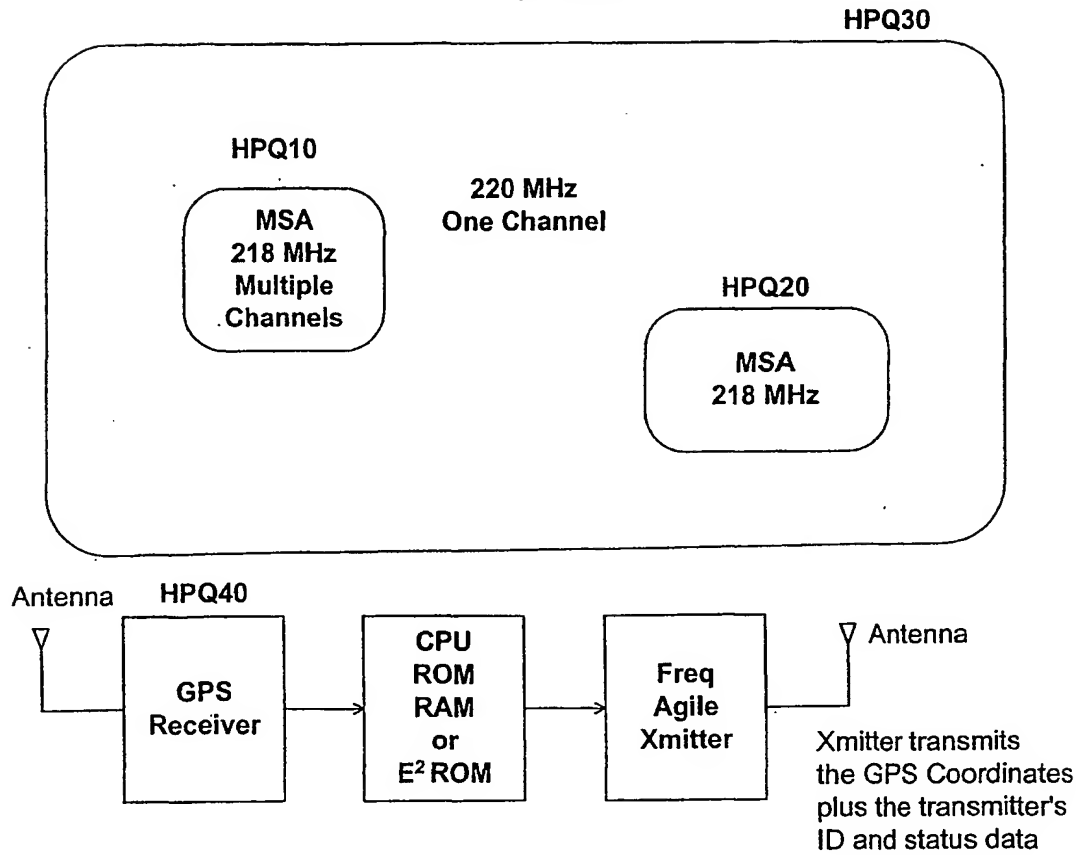 HPQ30
HPQ10
MSA
218 MHz
Multiple
Channels
220 MHz
One Channel
HPQ20
MSA
218 MHz
Antenna
HPQ40
GPS
Receiver
CPU
ROM
RAM
or
E² ROM
Freq
Agile
Xmitter
Antenna
Xmitter transmits
the GPS Coordinates
plus the transmitter's
ID and status data